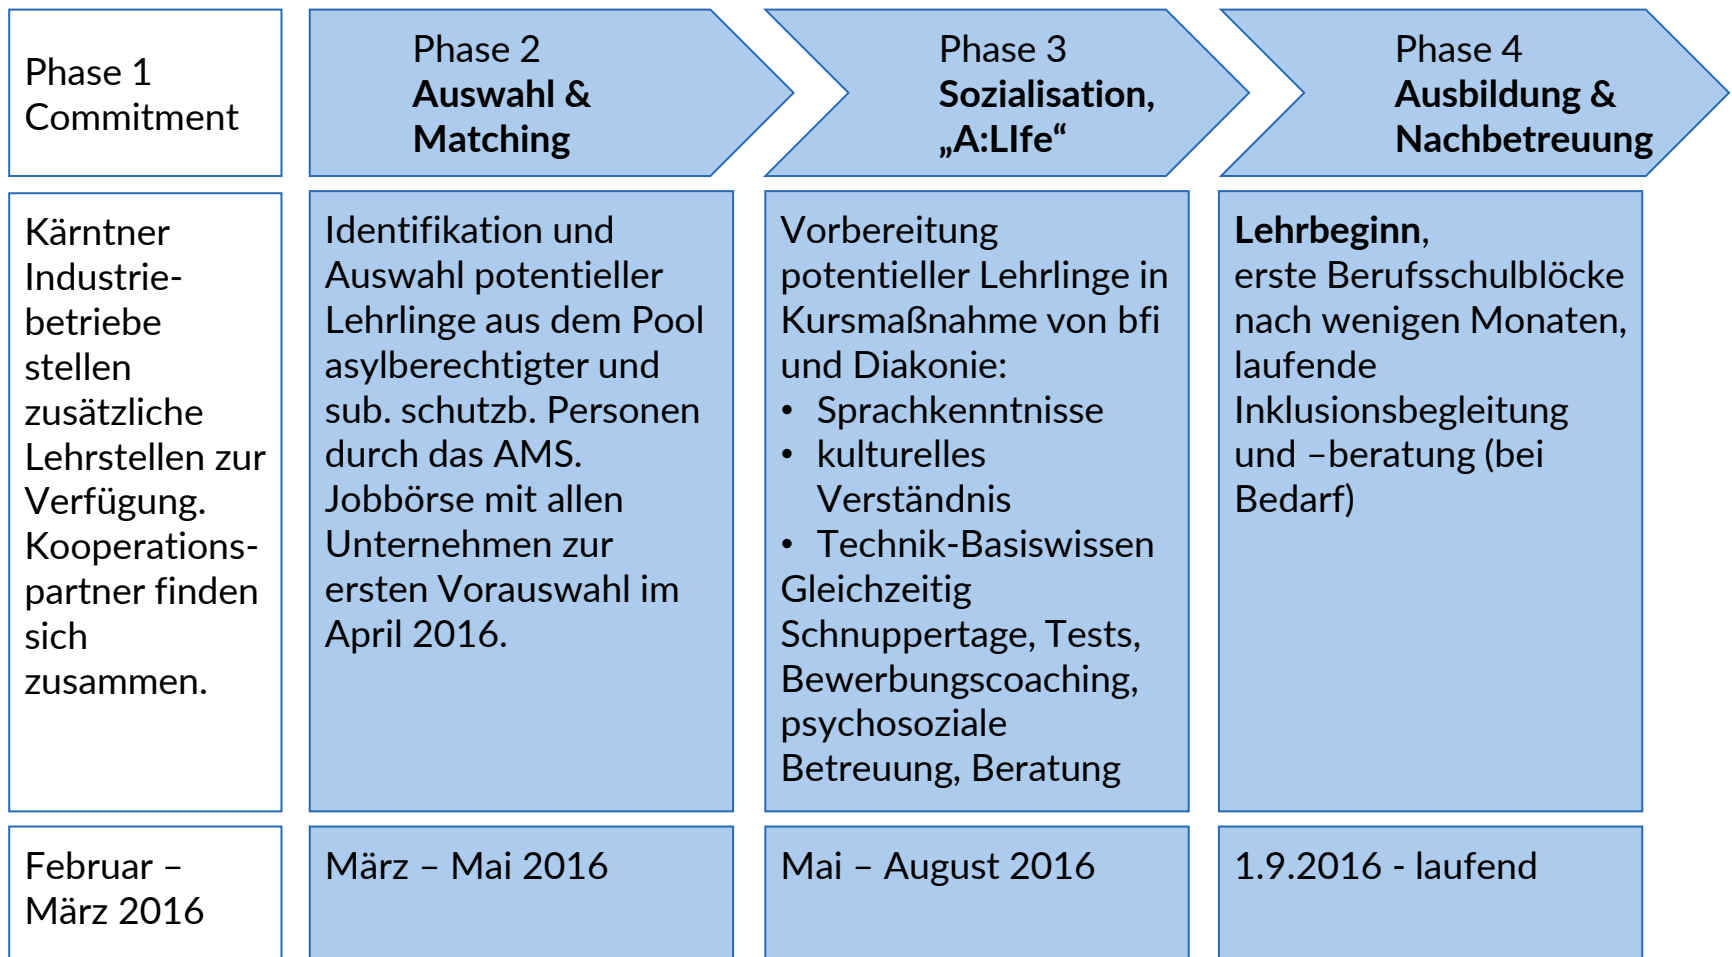 Phase 1
Commitment
Phase 2
Auswahl &
Matching
Phase 3
Sozialisation,
„A:LIfe“
Phase 4
Ausbildung &
Nachbetreuung
Kärntner
Industrie-
betriebe
stellen
zusätzliche
Lehrstellen zur
Verfügung.
Kooperations-
partner finden
sich
zusammen.
Identifikation und
Auswahl potentieller
Lehrlinge aus dem Pool
asylberechtigter und
sub. schutzb. Personen
durch das AMS.
Jobbörse mit allen
Unternehmen zur
ersten Vorauswahl im
April 2016.
Vorbereitung
potentieller Lehrlinge in
Kursmaßnahme von bfi
und Diakonie:
• Sprachkenntnisse
• kulturelles
Verständnis
• Technik-Basiswissen
Gleichzeitig
Schnuppertage, Tests,
Bewerbungscoaching,
psychosoziale
Betreuung, Beratung
Lehrbeginn,
erste Berufsschulblöcke
nach wenigen Monaten,
laufende
Inklusionsbegleitung
und –beratung (bei
Bedarf)
Februar –
März 2016
März – Mai 2016
Mai – August 2016
1.9.2016 - laufend